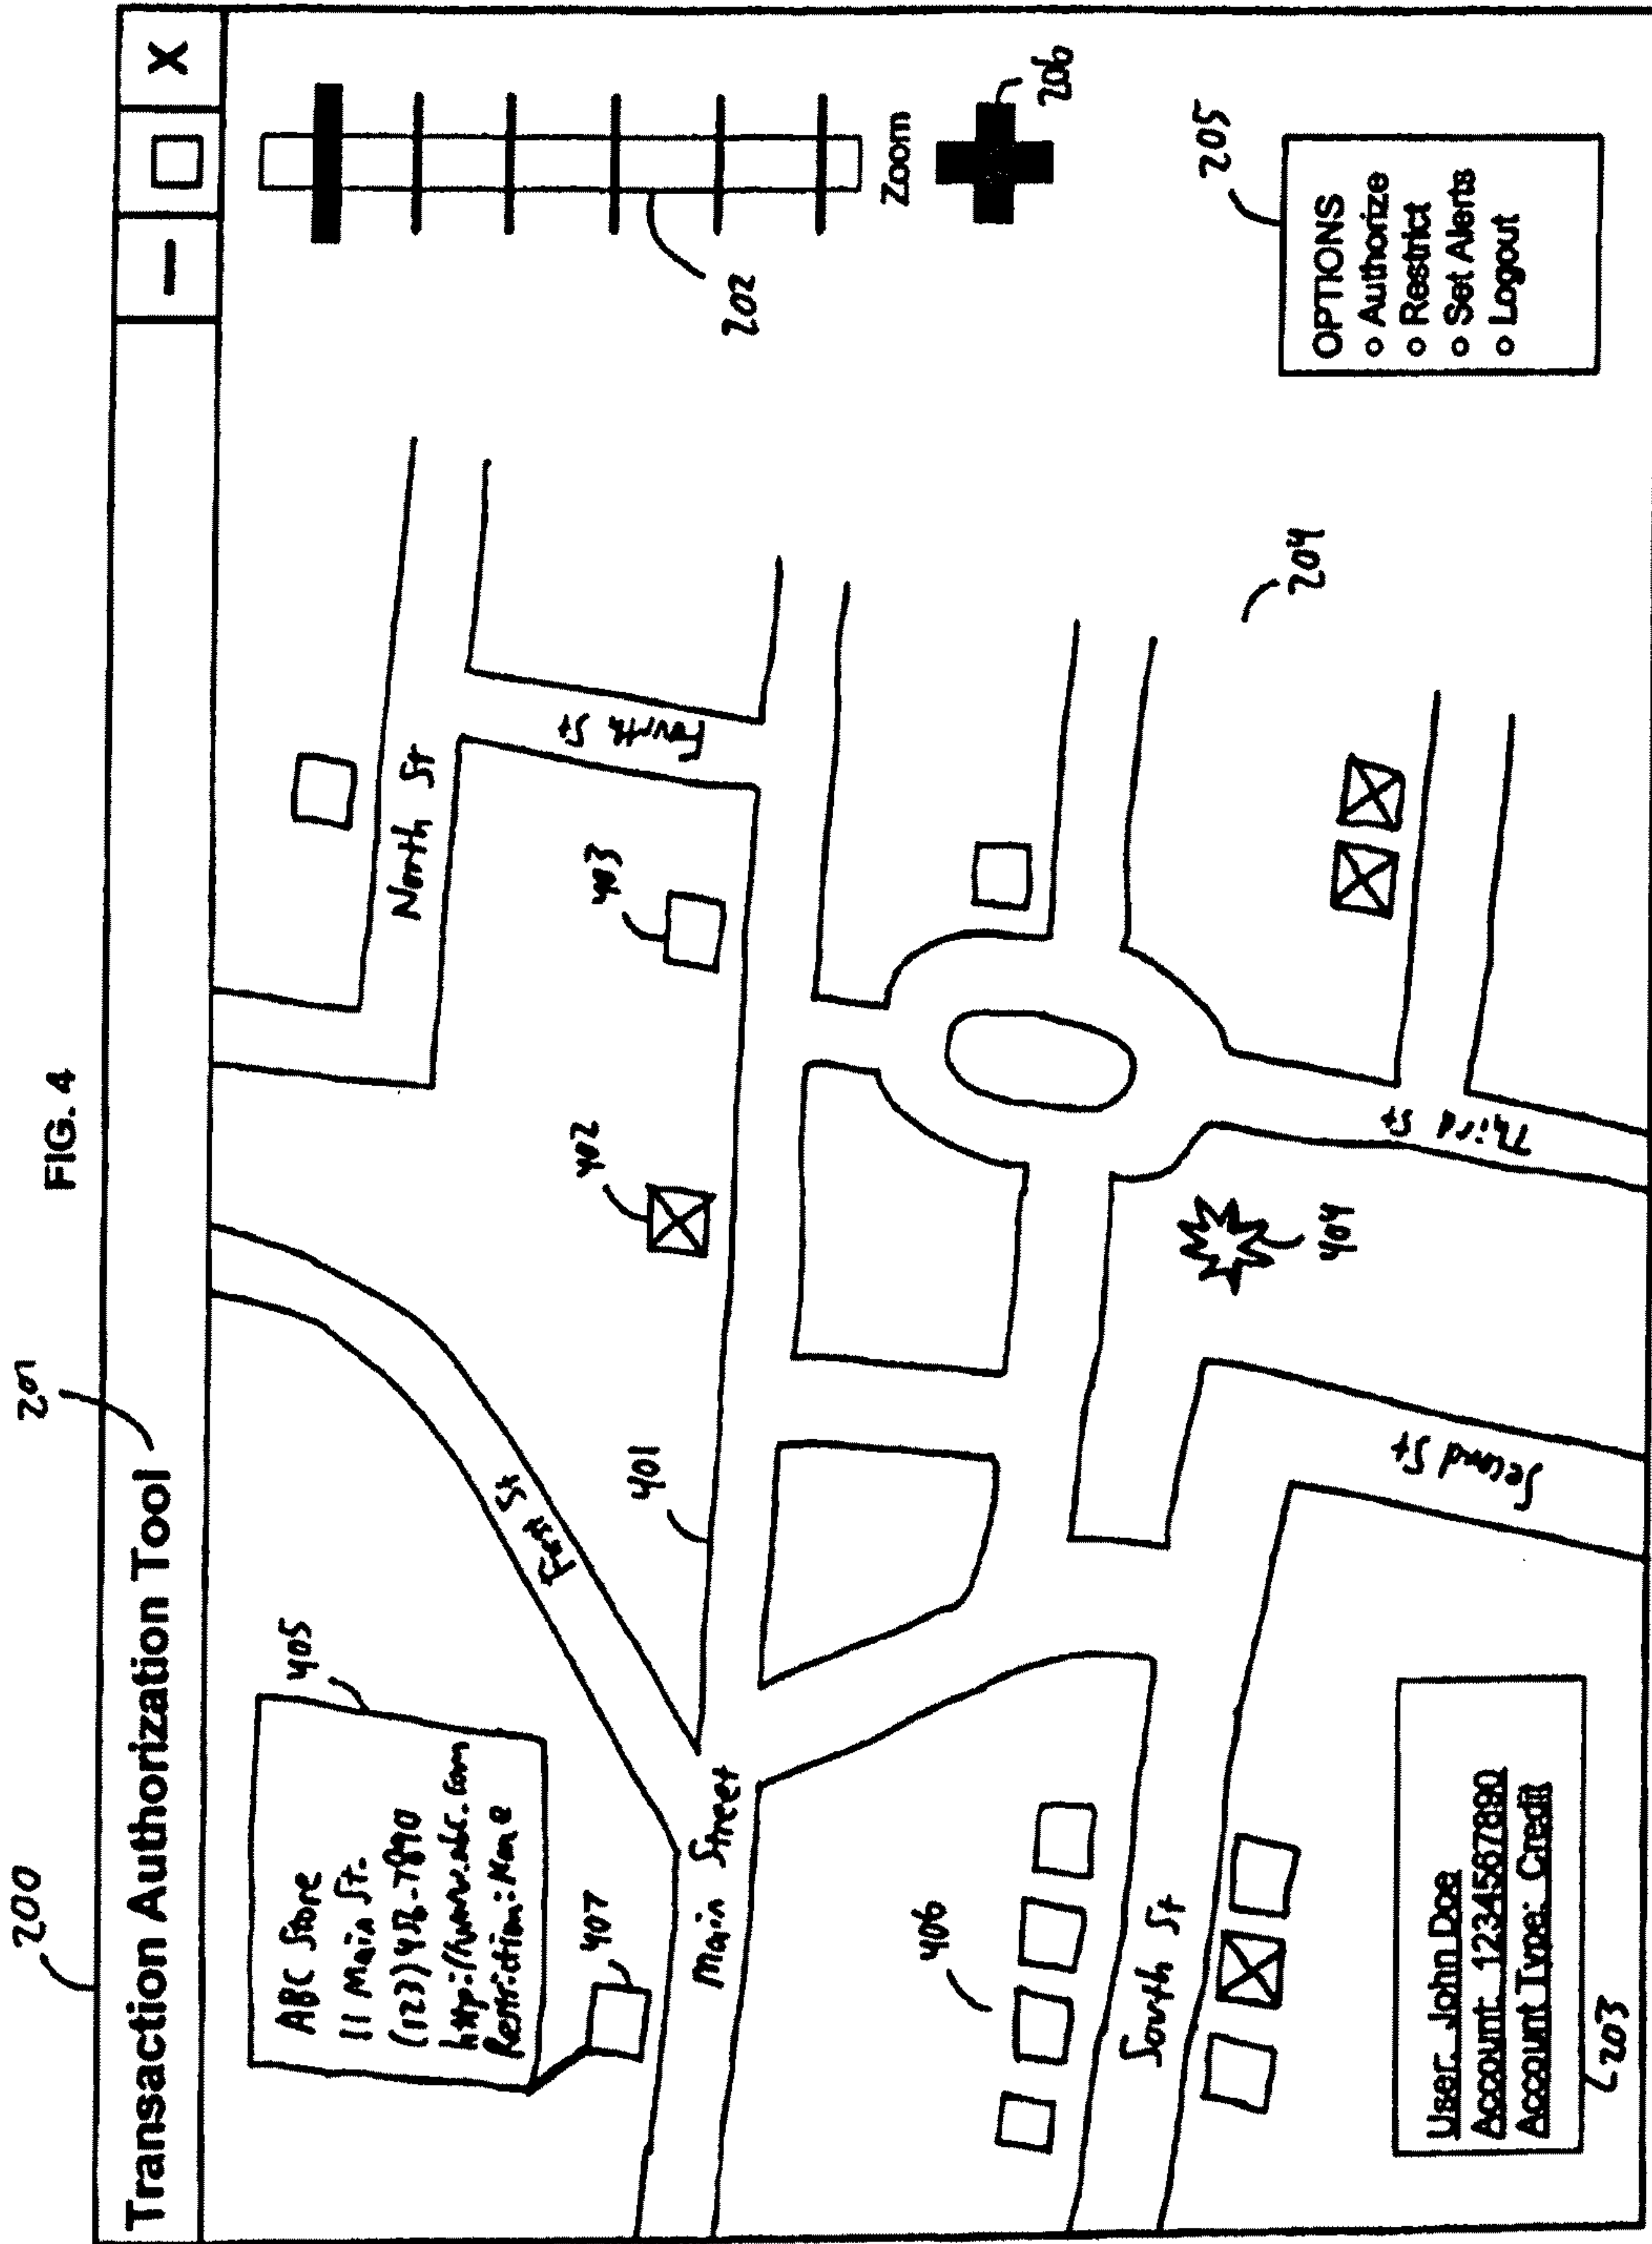 FIG. 4
200
201
Transaction Authorization Tool
X
ABC Store
11 Main St.
(123) 456-7890
http://www.abc.com
Restriction: None
405
407
First St
North St
Fourth St
401
402
403
Main Street
202
Zoom
206
406
South St
404
204
Second St
Third St
User: John Doe
Account: 1234567890
Account Type: Credit
203
OPTIONS
Authorize
Restrict
Set Alerts
Logout
205